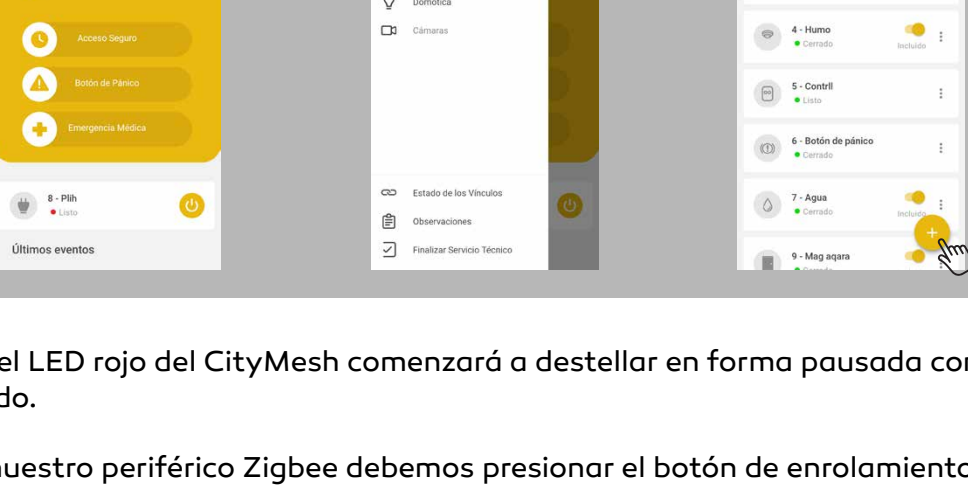 Acceso Seguro
Botón de Pánico
Emergencia Médica
8 - Plih
Listo
Últimos eventos
Domótica
Cámaras
Estado de los Vínculos
Observaciones
Finalizar Servicio Técnico
4 - Humo
Cerrado
Incluido
5 - Contrll
Listo
6 - Botón de pánico
Cerrado
7 - Agua
Cerrado
Incluido
9 - Mag aqara
Cerrado
el LED rojo del CityMesh comenzará a destellar en forma pausada con
do.
nuestro periférico Zigbee debemos presionar el botón de enrolamiento